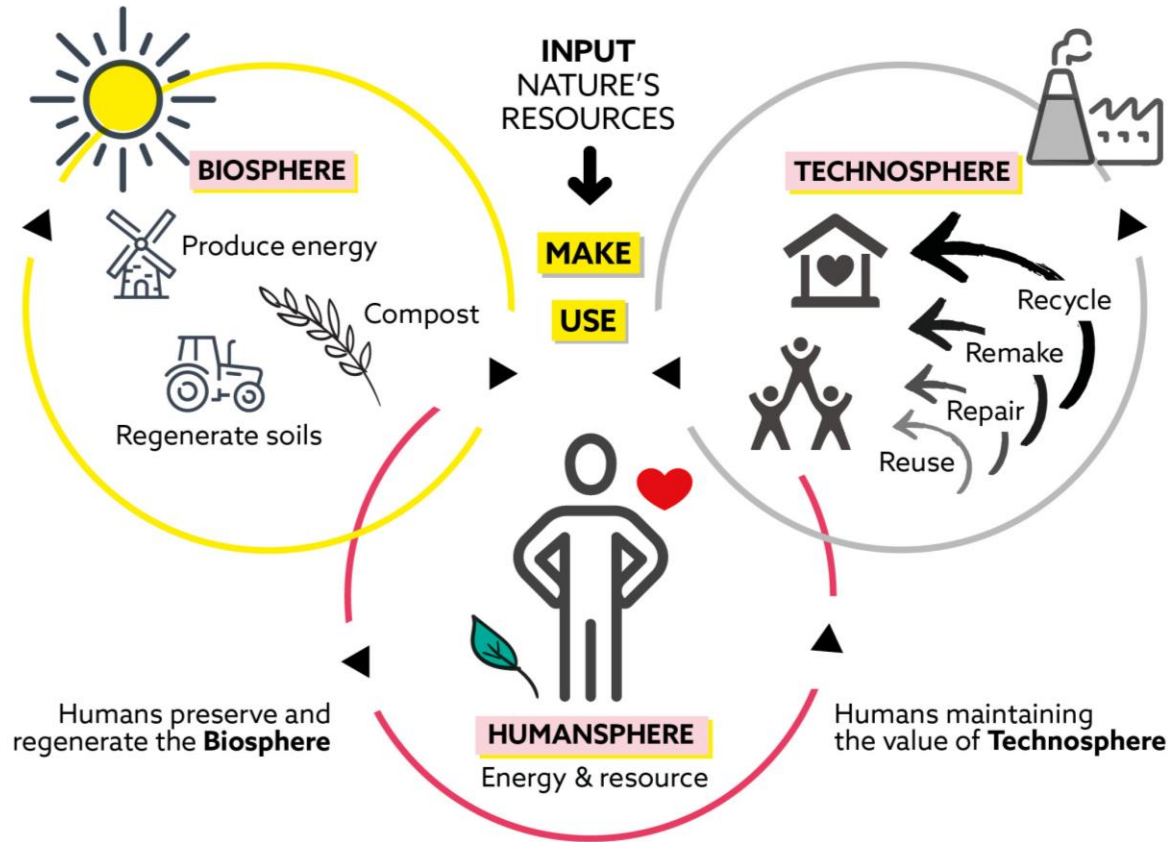 INPUT
NATURE'S
RESOURCES
BIOSPHERE
TECHNOSPHERE
Produce energy
MAKE
Compost
USE
Recycle
Remake
Regenerate soils
Repair
Reuse
Humans preserve and
regenerate the Biosphere
HUMANSPHERE
Energy & resource
Humans maintaining
the value of Technosphere